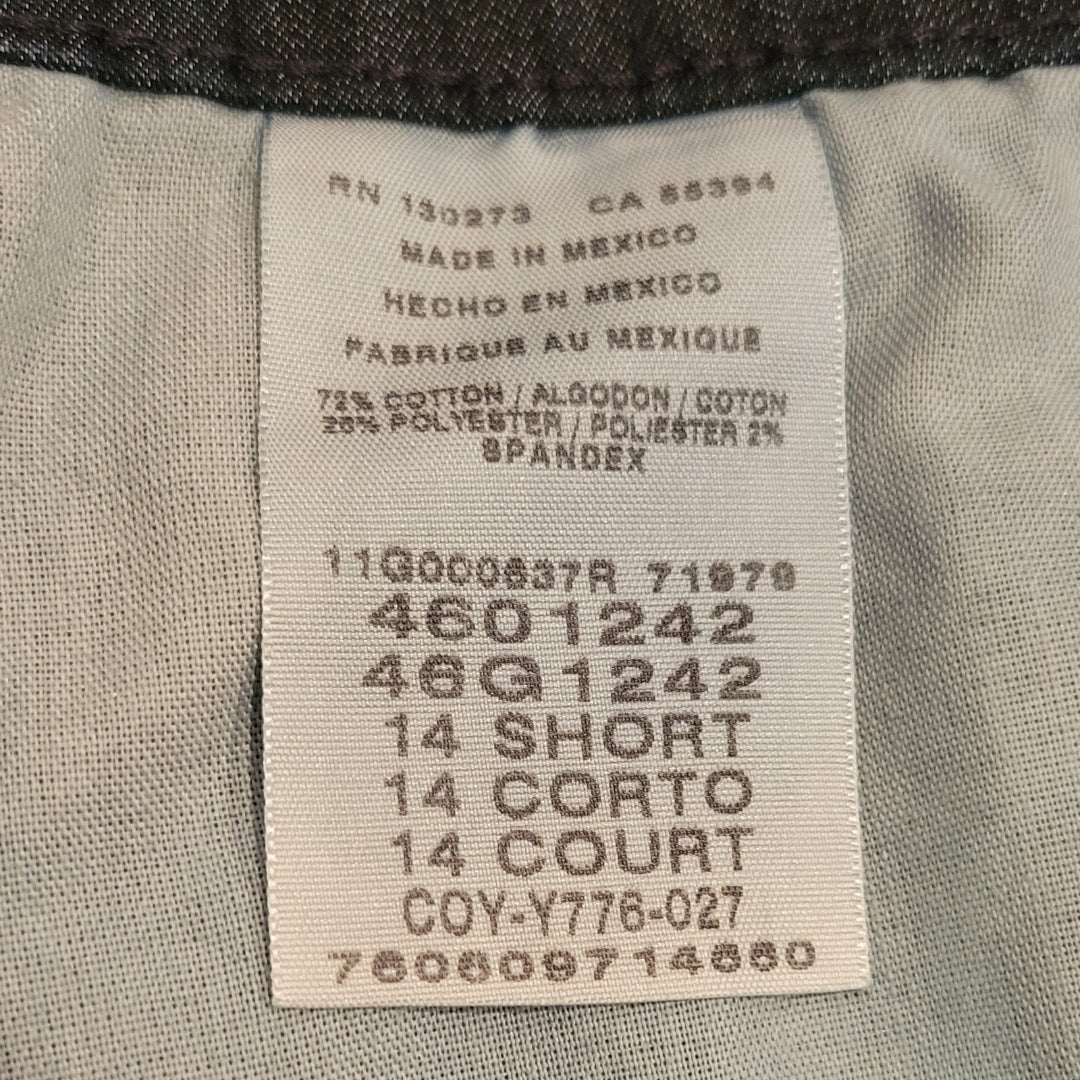 RN 130273 CA 56394
MADE IN MEXICO
HECHO EN MEXICO
FABRIQUE AU MEXIQUE
72% COTTON / ALGODON / COTON
26% POLYESTER / POLIESTER 2%
SPANDEX
11G000637R 71979
4601242
46G1242
14 SHORT
14 CORTO
14 COURT
COY-Y776-027
760609714660